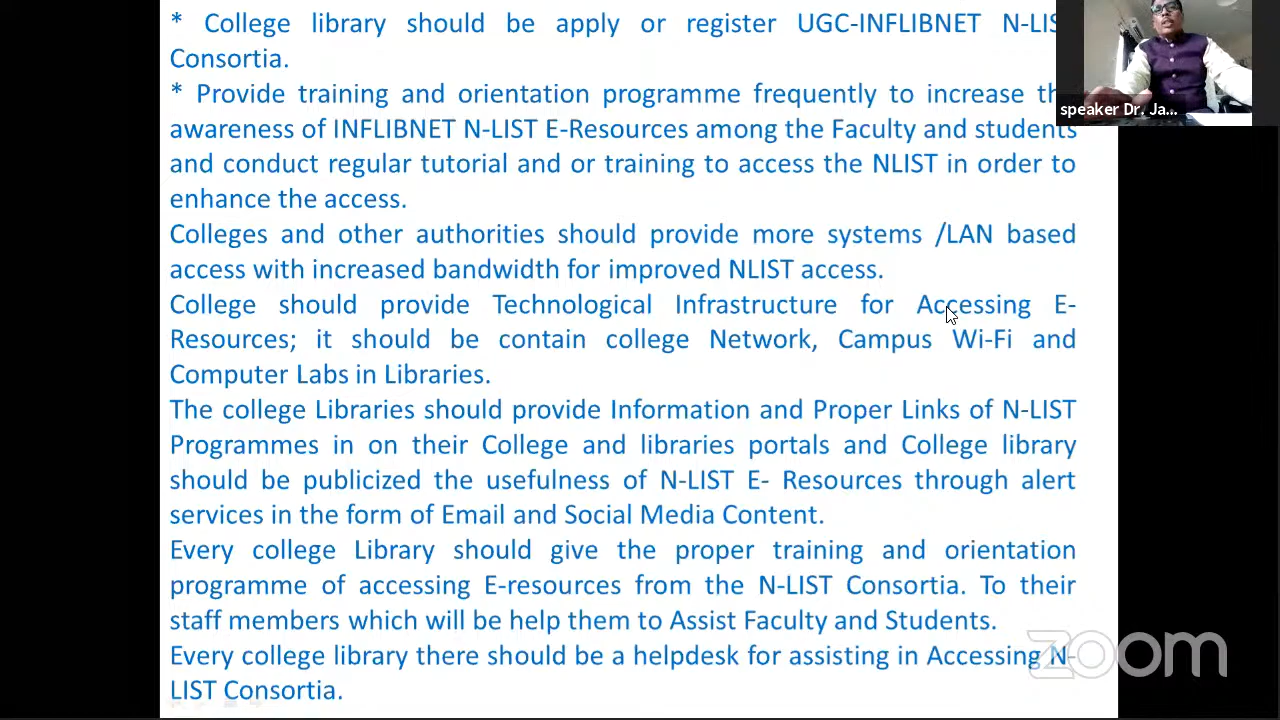 * College library should be apply or register UGC-INFLIBNET N-LIS
Consortia.
* Provide training and orientation programme frequently to increase th
awareness of INFLIBNET N-LIST E-Resources among the Faculty and students
and conduct regular tutorial and or training to access the NLIST in order to
enhance the access.
Colleges and other authorities should provide more systems /LAN based
access with increased bandwidth for improved NLIST access.
College should provide Technological Infrastructure for Accessing E-
Resources; it should be contain college Network, Campus Wi-Fi and
Computer Labs in Libraries.
The college Libraries should provide Information and Proper Links of N-LIST
Programmes in on their College and libraries portals and College library
should be publicized the usefulness of N-LIST E- Resources through alert
services in the form of Email and Social Media Content.
Every college Library should give the proper training and orientation
programme of accessing E-resources from the N-LIST Consortia. To their
staff members which will be help them to Assist Faculty and Students.
Every college library there should be a helpdesk for assisting in Accessing N-
LIST Consortia.
speaker Dr. Ja...
zoom